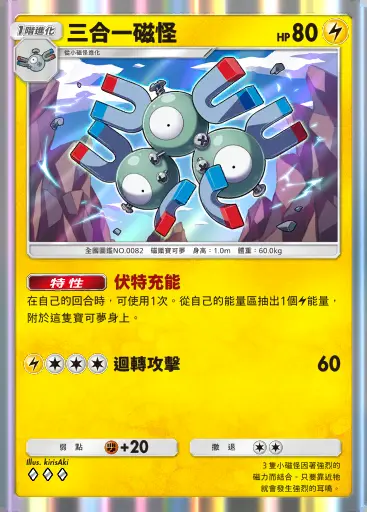 1階進化
三合一磁怪
HP 80
從小磁怪進化
全國圖鑑NO.0082 磁鐵寶可夢 身高：1.0m 體重：60.0kg
特性 伏特充能
在自己的回合時，可使用1次。從自己的能量區抽出1個能量，
附於這隻寶可夢身上。
迴轉攻擊 60
弱點 +20 撤退
Illus. kirisAki
3隻小磁怪因著強烈的
磁力而結合。只要靠近牠
就會發生強烈的耳鳴。